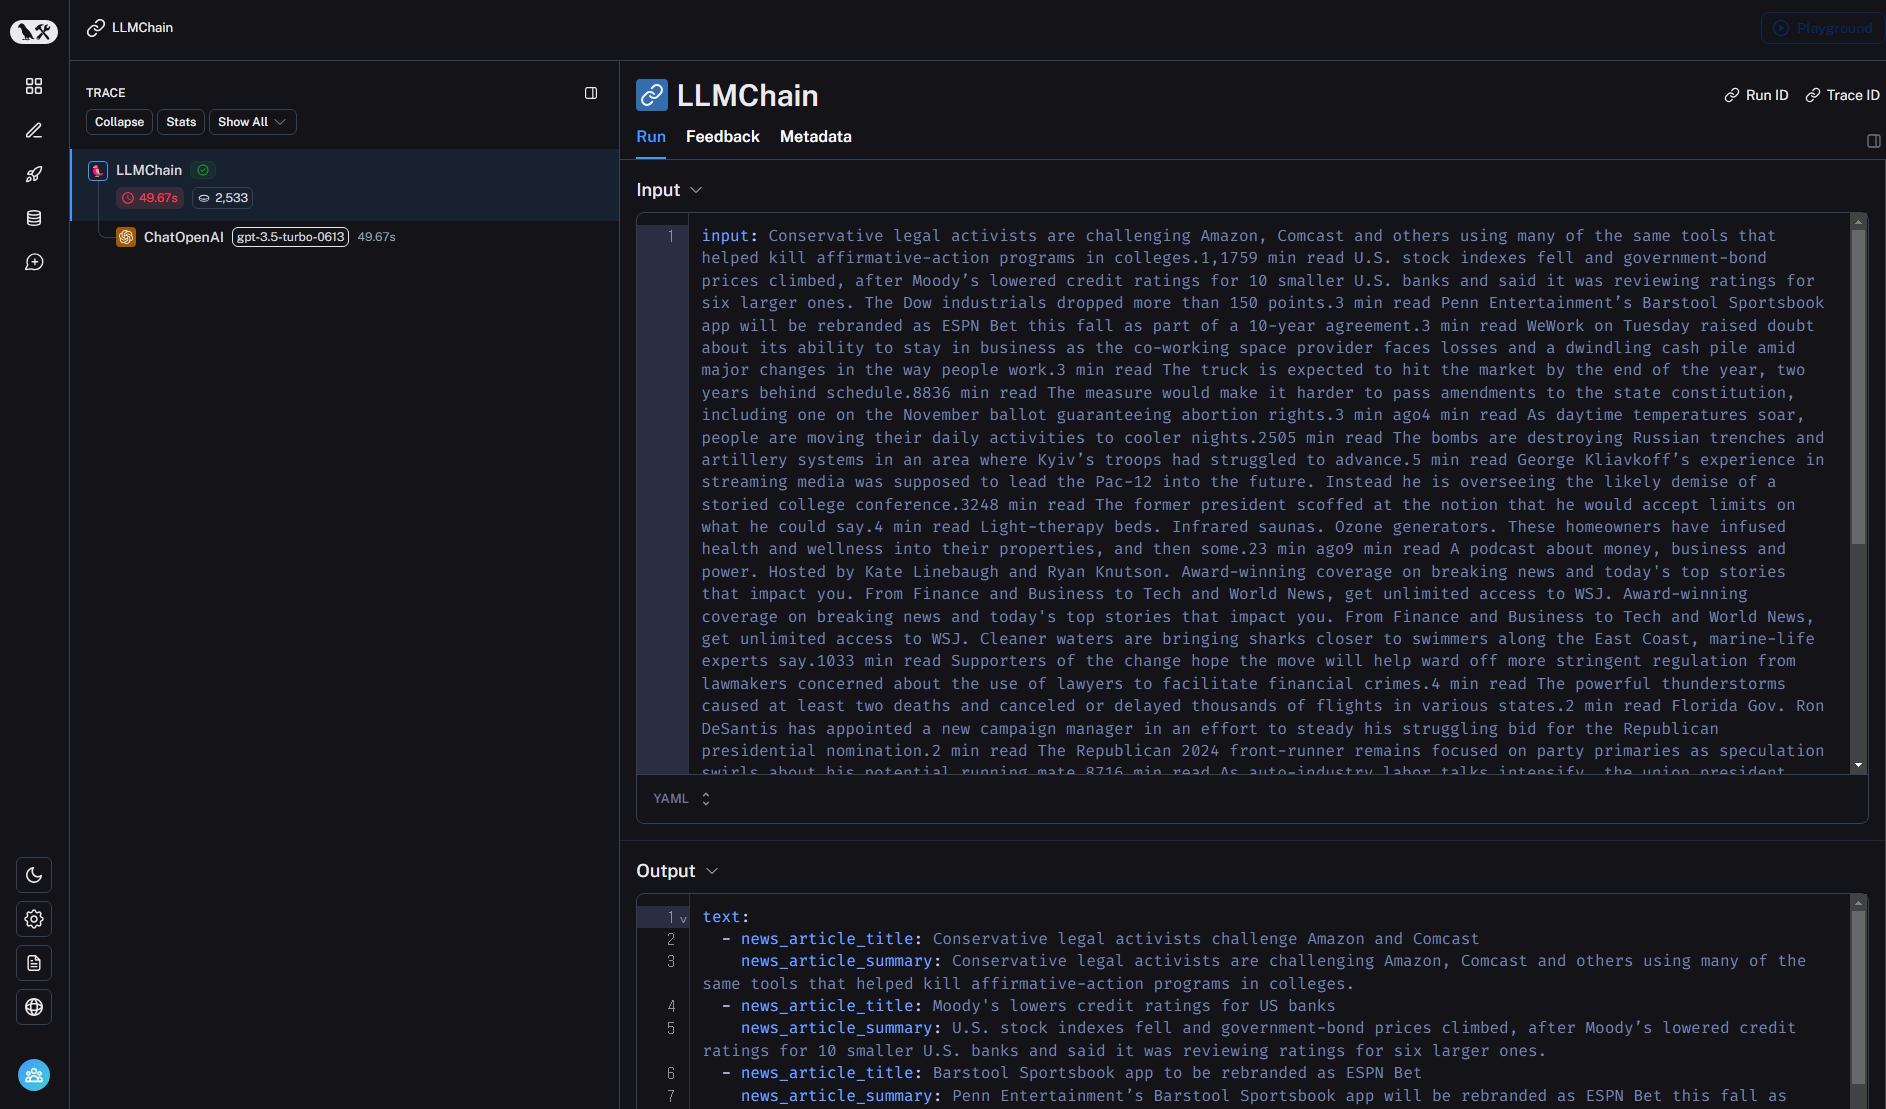 LLMChain
Playground
TRACE
Collapse Stats Show All
LLMChain
49.67s 2,533
ChatOpenAI gpt-3.5-turbo-0613 49.67s
LLMChain
Run ID Trace ID
Run Feedback Metadata
Input
1 input: Conservative legal activists are challenging Amazon, Comcast and others using many of the same tools that
helped kill affirmative-action programs in colleges.1,1759 min read U.S. stock indexes fell and government-bond
prices climbed, after Moody’s lowered credit ratings for 10 smaller U.S. banks and said it was reviewing ratings for
six larger ones. The Dow industrials dropped more than 150 points.3 min read Penn Entertainment’s Barstool Sportsbook
app will be rebranded as ESPN Bet this fall as part of a 10-year agreement.3 min read WeWork on Tuesday raised doubt
about its ability to stay in business as the co-working space provider faces losses and a dwindling cash pile amid
major changes in the way people work.3 min read The truck is expected to hit the market by the end of the year, two
years behind schedule.8836 min read The measure would make it harder to pass amendments to the state constitution,
including one on the November ballot guaranteeing abortion rights.3 min ago4 min read As daytime temperatures soar,
people are moving their daily activities to cooler nights.2505 min read The bombs are destroying Russian trenches and
artillery systems in an area where Kyiv’s troops had struggled to advance.5 min read George Kliavkoff’s experience in
streaming media was supposed to lead the Pac-12 into the future. Instead he is overseeing the likely demise of a
storied college conference.3248 min read The former president scoffed at the notion that he would accept limits on
what he could say.4 min read Light-therapy beds. Infrared saunas. Ozone generators. These homeowners have infused
health and wellness into their properties, and then some.23 min ago9 min read A podcast about money, business and
power. Hosted by Kate Linebaugh and Ryan Knutson. Award-winning coverage on breaking news and today's top stories
that impact you. From Finance and Business to Tech and World News, get unlimited access to WSJ. Award-winning
coverage on breaking news and today's top stories that impact you. From Finance and Business to Tech and World News,
get unlimited access to WSJ. Cleaner waters are bringing sharks closer to swimmers along the East Coast, marine-life
experts say.1033 min read Supporters of the change hope the move will help ward off more stringent regulation from
lawmakers concerned about the use of lawyers to facilitate financial crimes.4 min read The powerful thunderstorms
caused at least two deaths and canceled or delayed thousands of flights in various states.2 min read Florida Gov. Ron
DeSantis has appointed a new campaign manager in an effort to steady his struggling bid for the Republican
presidential nomination.2 min read The Republican 2024 front-runner remains focused on party primaries as speculation
swirls about his potential running mate.8716 min read As auto-industry labor talks intensify, the union president
YAML
Output
1 text:
2 - news_article_title: Conservative legal activists challenge Amazon and Comcast
3 news_article_summary: Conservative legal activists are challenging Amazon, Comcast and others using many of the
same tools that helped kill affirmative-action programs in colleges.
4 - news_article_title: Moody's lowers credit ratings for US banks
5 news_article_summary: U.S. stock indexes fell and government-bond prices climbed, after Moody’s lowered credit
ratings for 10 smaller U.S. banks and said it was reviewing ratings for six larger ones.
6 - news_article_title: Barstool Sportsbook app to be rebranded as ESPN Bet
7 news_article_summary: Penn Entertainment’s Barstool Sportsbook app will be rebranded as ESPN Bet this fall as